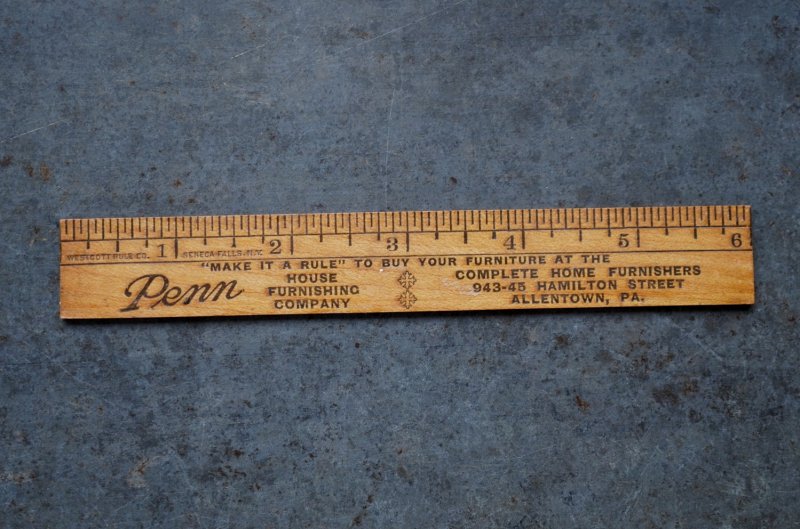 1 2 3 4 5 6
WESTCOTT RULE CO. SENECA FALLS, N.Y.
"MAKE IT A RULE" TO BUY YOUR FURNITURE AT THE
Penn HOUSE FURNISHING COMPANY
COMPLETE HOME FURNISHERS
943-45 HAMILTON STREET
ALLENTOWN, PA.